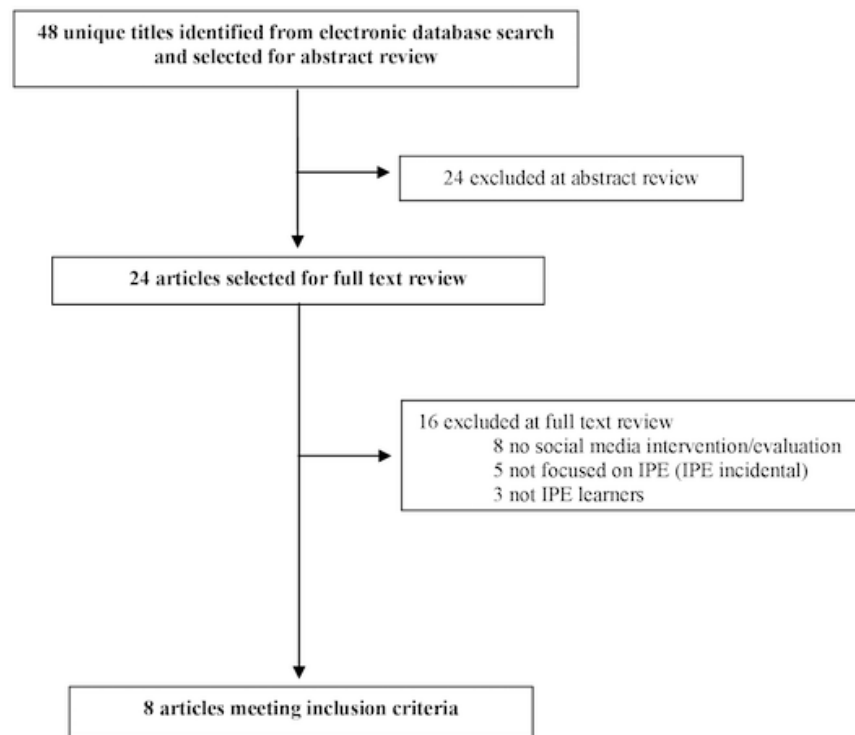 48 unique titles identified from electronic database search
and selected for abstract review
24 excluded at abstract review
24 articles selected for full text review
16 excluded at full text review
8 no social media intervention/evaluation
5 not focused on IPE (IPE incidental)
3 not IPE learners
8 articles meeting inclusion criteria